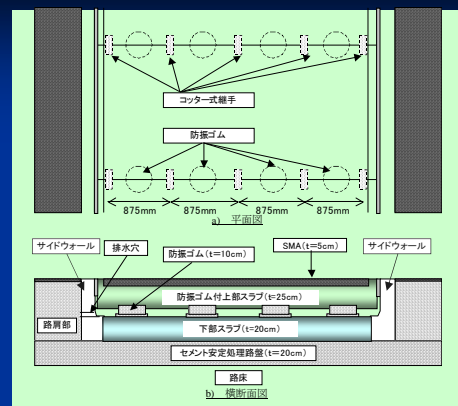 コッター式継手
防振ゴム
875mm 875mm 875mm 875mm
a) 平面図
サイドウォール 排水穴 防振ゴム(t=10cm) SMA(t=5cm) サイドウォール
防振ゴム付上部スラブ(t=25cm)
路肩部 下部スラブ(t=20cm)
セメント安定処理路盤(t=20cm)
路床
b) 横断面図